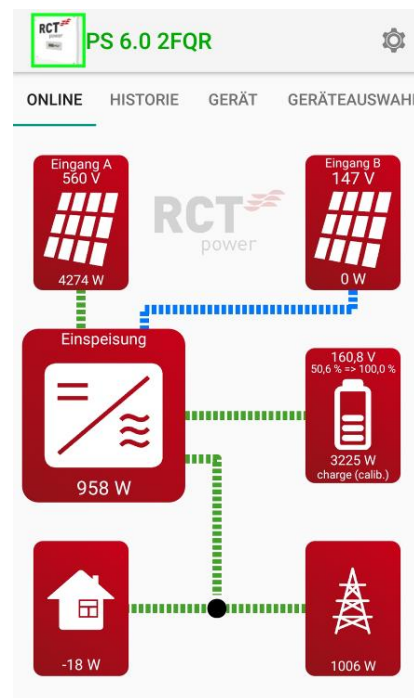 RCT
power
PS 6.0 2FQR
ONLINE HISTORIE GERÄT GERÄTEAUSWAHL
Eingang A
560 V
4274 W
RCT
power
Eingang B
147 V
0 W
Einspeisung
958 W
160,8 V
50,6 % => 100,0 %
3225 W
charge (calib.)
-18 W
1006 W